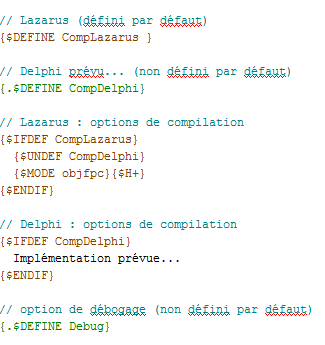 // Lazarus (défini par défaut)
{$DEFINE CompLazarus }
// Delphi prévu... (non défini par défaut)
{.$DEFINE CompDelphi}
// Lazarus : options de compilation
{$IFDEF CompLazarus}
{$UNDEF CompDelphi}
{$MODE objfpc}{$H+}
{$ENDIF}
// Delphi : options de compilation
{$IFDEF CompDelphi}
Implémentation prévue...
{$ENDIF}
// option de débogage (non défini par défaut)
{.$DEFINE Debug}